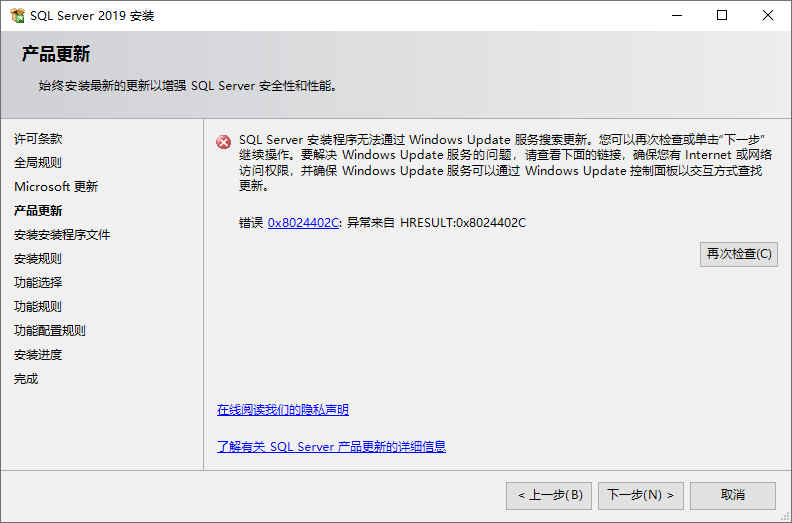 SQL Server 2019 安装
产品更新
始终安装最新的更新以增强 SQL Server 安全性和性能。
许可条款
全局规则
Microsoft 更新
产品更新
安装安装程序文件
安装规则
功能选择
功能规则
功能配置规则
安装进度
完成
SQL Server 安装程序无法通过 Windows Update 服务搜索更新。您可以再次检查或单击“下一步”
继续操作。要解决 Windows Update 服务的问题，请查看下面的链接，确保您有 Internet 或网络
访问权限，并确保 Windows Update 服务可以通过 Windows Update 控制面板以交互方式查找
更新。
错误 0x8024402C: 异常来自 HRESULT:0x8024402C
再次检查(C)
在线阅读我们的隐私声明
了解有关 SQL Server 产品更新的详细信息
< 上一步(B)
下一步(N) >
取消